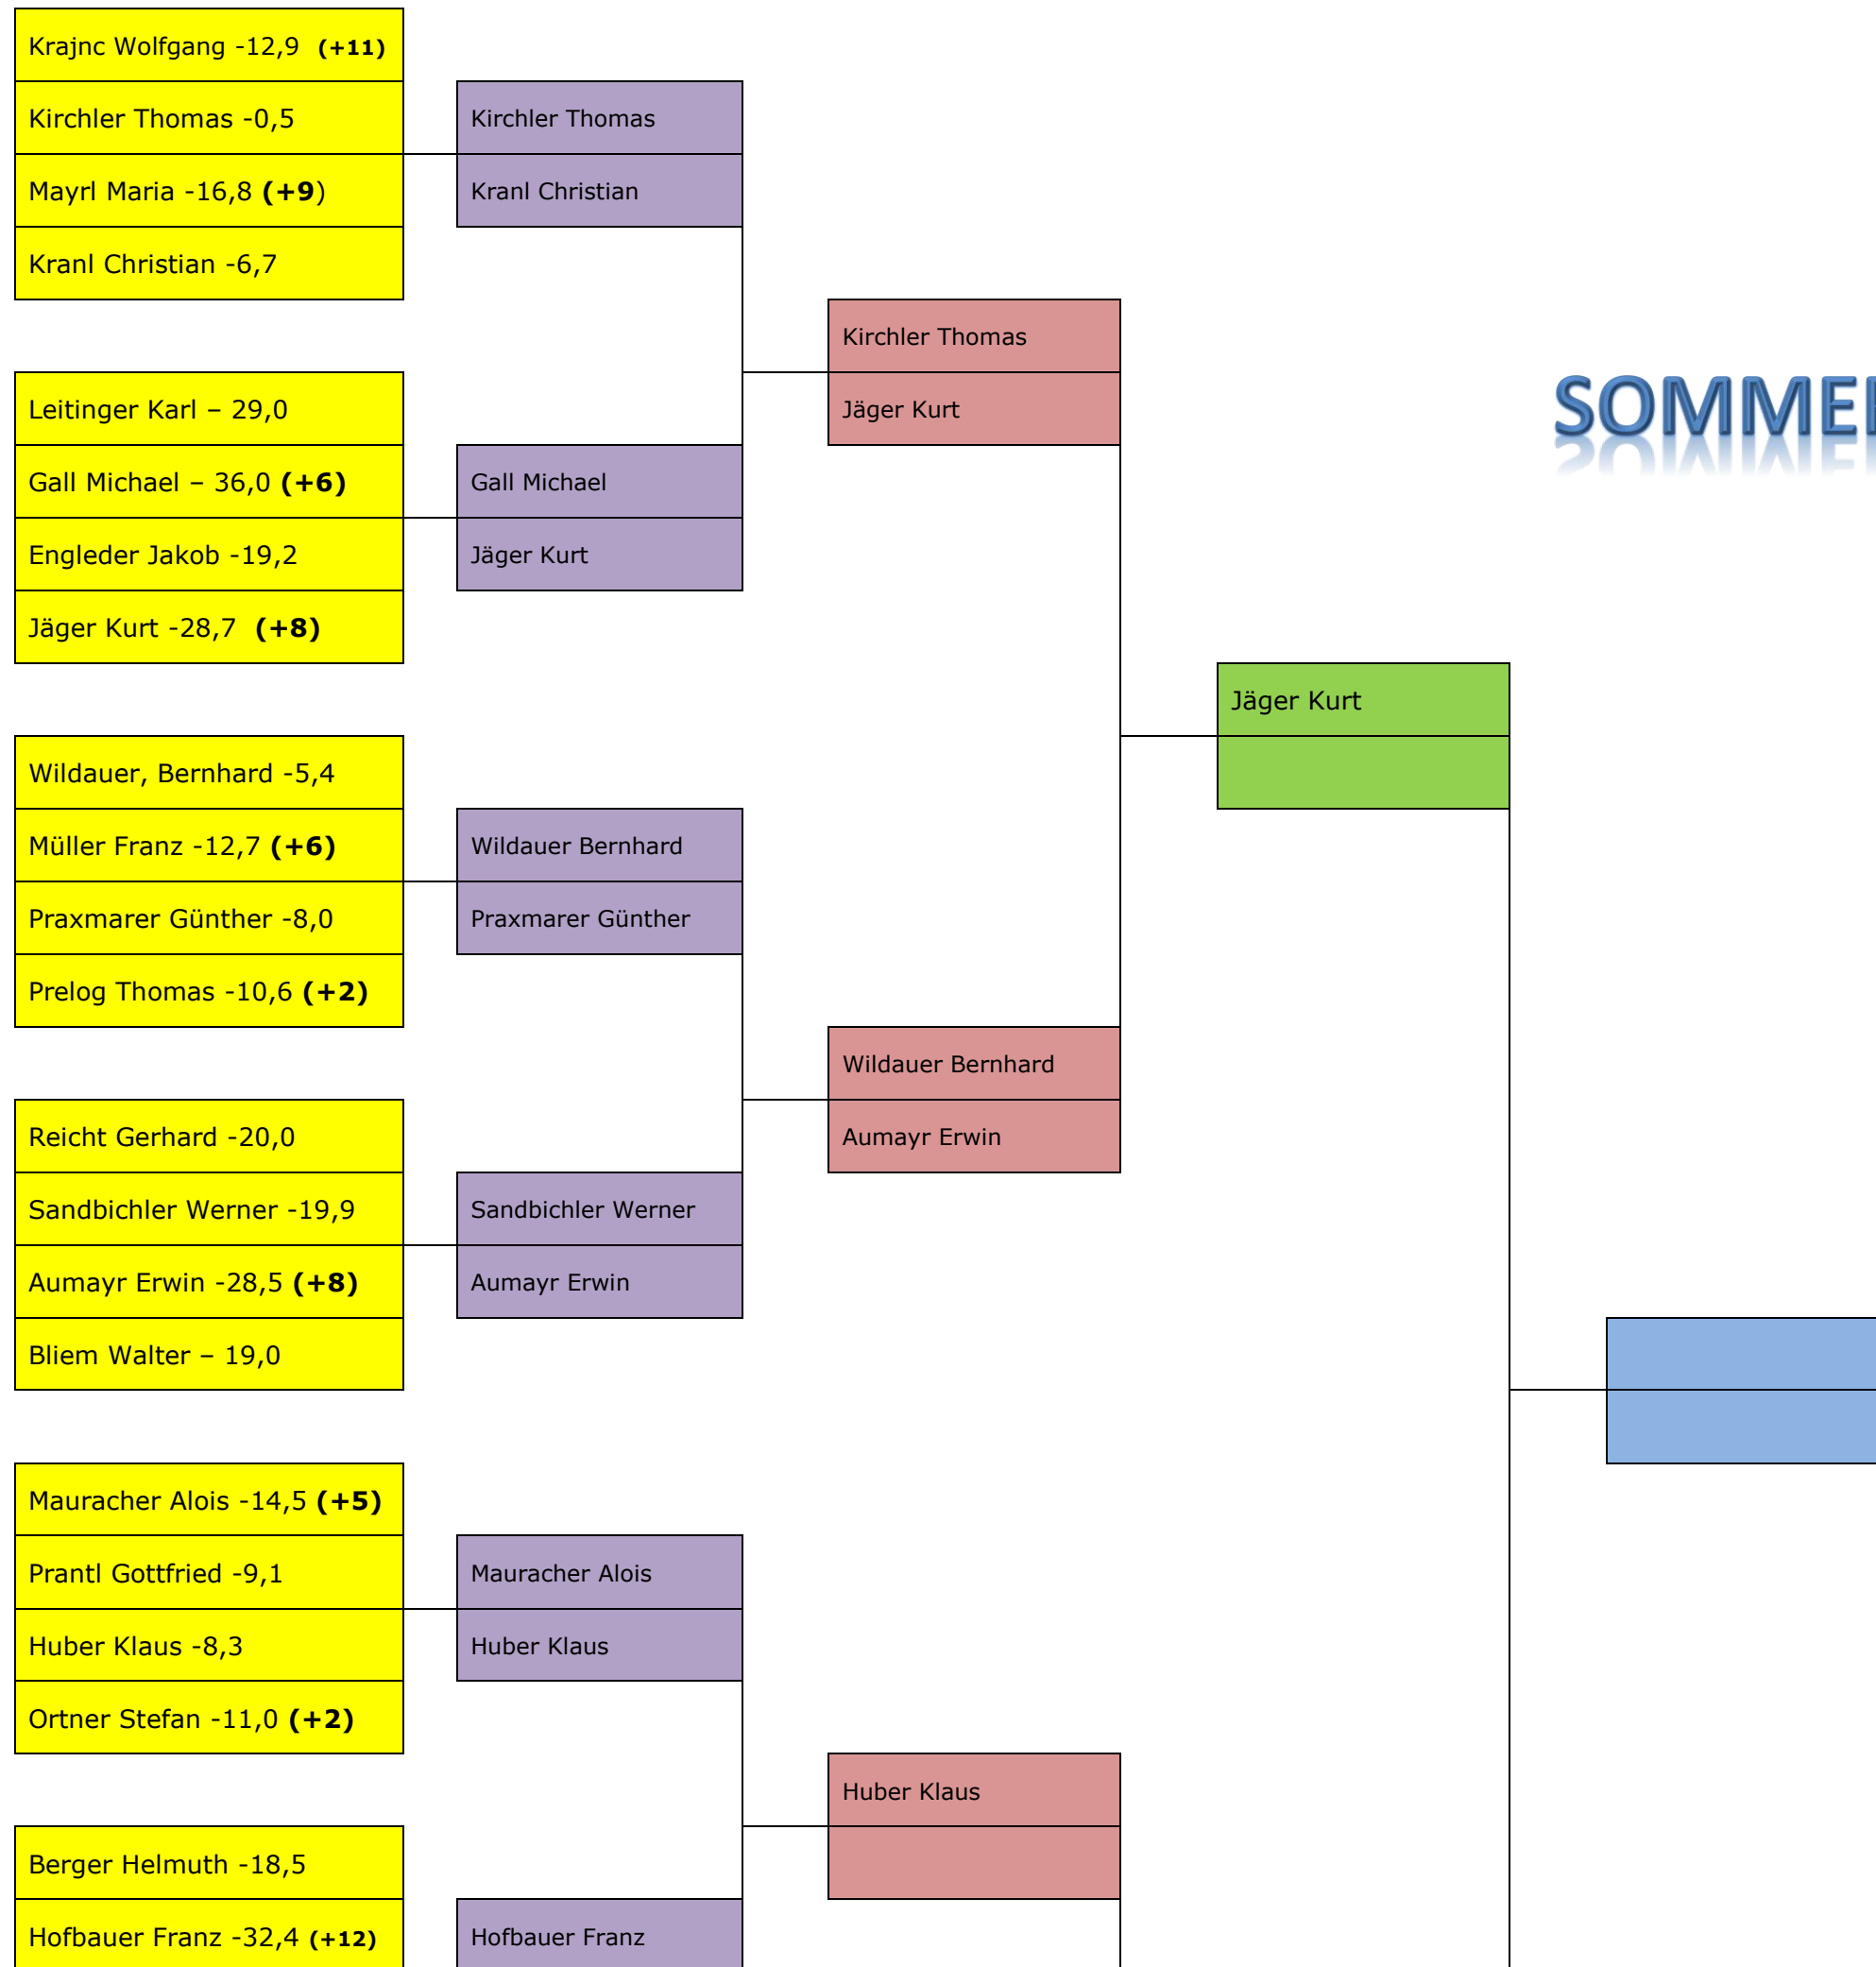 Krajnc Wolfgang -12,9 (+11)
Kirchler Thomas -0,5
Mayrl Maria -16,8 (+9)
Kranl Christian -6,7
Kirchler Thomas
Kranl Christian
Leitinger Karl – 29,0
Gall Michael – 36,0 (+6)
Engleder Jakob -19,2
Jäger Kurt -28,7 (+8)
Gall Michael
Jäger Kurt
Kirchler Thomas
Jäger Kurt
SOMMER
Wildauer, Bernhard -5,4
Müller Franz -12,7 (+6)
Praxmarer Günther -8,0
Prelog Thomas -10,6 (+2)
Wildauer Bernhard
Praxmarer Günther
Reicht Gerhard -20,0
Sandbichler Werner -19,9
Aumayr Erwin -28,5 (+8)
Bliem Walter – 19,0
Sandbichler Werner
Aumayr Erwin
Wildauer Bernhard
Aumayr Erwin
Jäger Kurt
Mauracher Alois -14,5 (+5)
Prantl Gottfried -9,1
Huber Klaus -8,3
Ortner Stefan -11,0 (+2)
Mauracher Alois
Huber Klaus
Berger Helmuth -18,5
Hofbauer Franz -32,4 (+12)
Hofbauer Franz
Huber Klaus